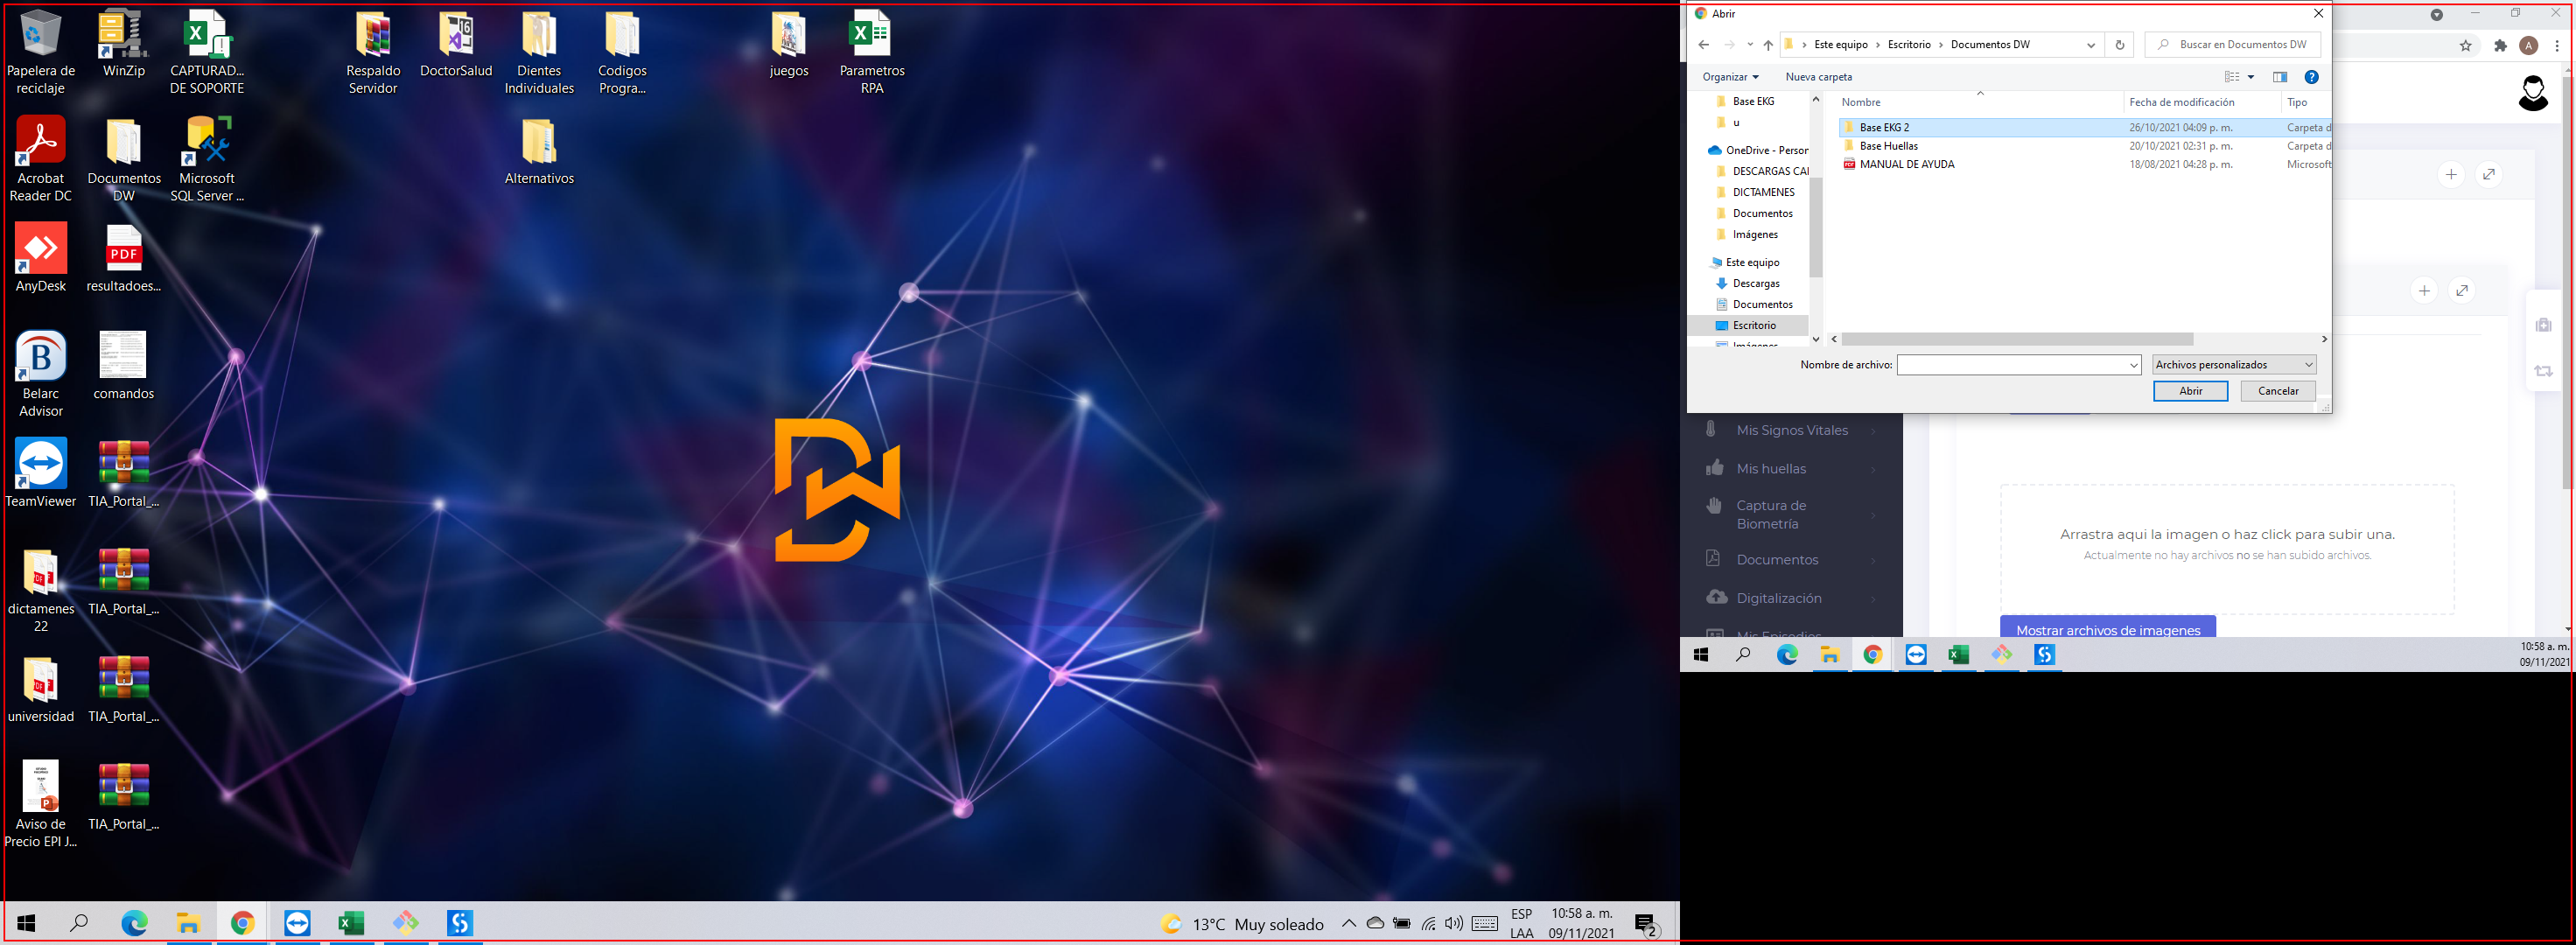 Papelera de
reciclaje
WinZip
CAPTURAD...
DE SOPORTE
Respaldo
Servidor
DoctorSalud
Dientes
Individuales
Codigos
Progra...
juegos
Parametros
RPA
Acrobat
Reader DC
Documentos
DW
Microsoft
SQL Server ...
Alternativos
AnyDesk
PDF
resultadoes...
Belarc
Advisor
comandos
TeamViewer
TIA_Portal_...
dictamenes
22
TIA_Portal_...
universidad
TIA_Portal_...
Aviso de
Precio EPI J...
TIA_Portal_...
13°C Muy soleado
ESP
LAA
10:58 a. m.
09/11/2021
2
Abrir
Este equipo
Escritorio
Documentos DW
Buscar en Documentos DW
Organizar
Nueva carpeta
Base EKG
u
OneDrive - Person
DESCARGAS CAI
DICTAMENES
Documentos
Imágenes
Este equipo
Descargas
Documentos
Escritorio
Imágenes
Nombre
Fecha de modificación
Tipo
Base EKG 2
26/10/2021 04:09 p. m.
Carpeta d
Base Huellas
20/10/2021 02:31 p. m.
Carpeta d
MANUAL DE AYUDA
18/08/2021 04:28 p. m.
Microsoft
Nombre de archivo:
Archivos personalizados
Abrir
Cancelar
A
Mis Signos Vitales
Mis huellas
Captura de
Biometría
Documentos
Digitalización
Mis Episodios
Arrastra aqui la imagen o haz click para subir una.
Actualmente no hay archivos no se han subido archivos.
Mostrar archivos de imagenes
10:58 a. m.
09/11/2021